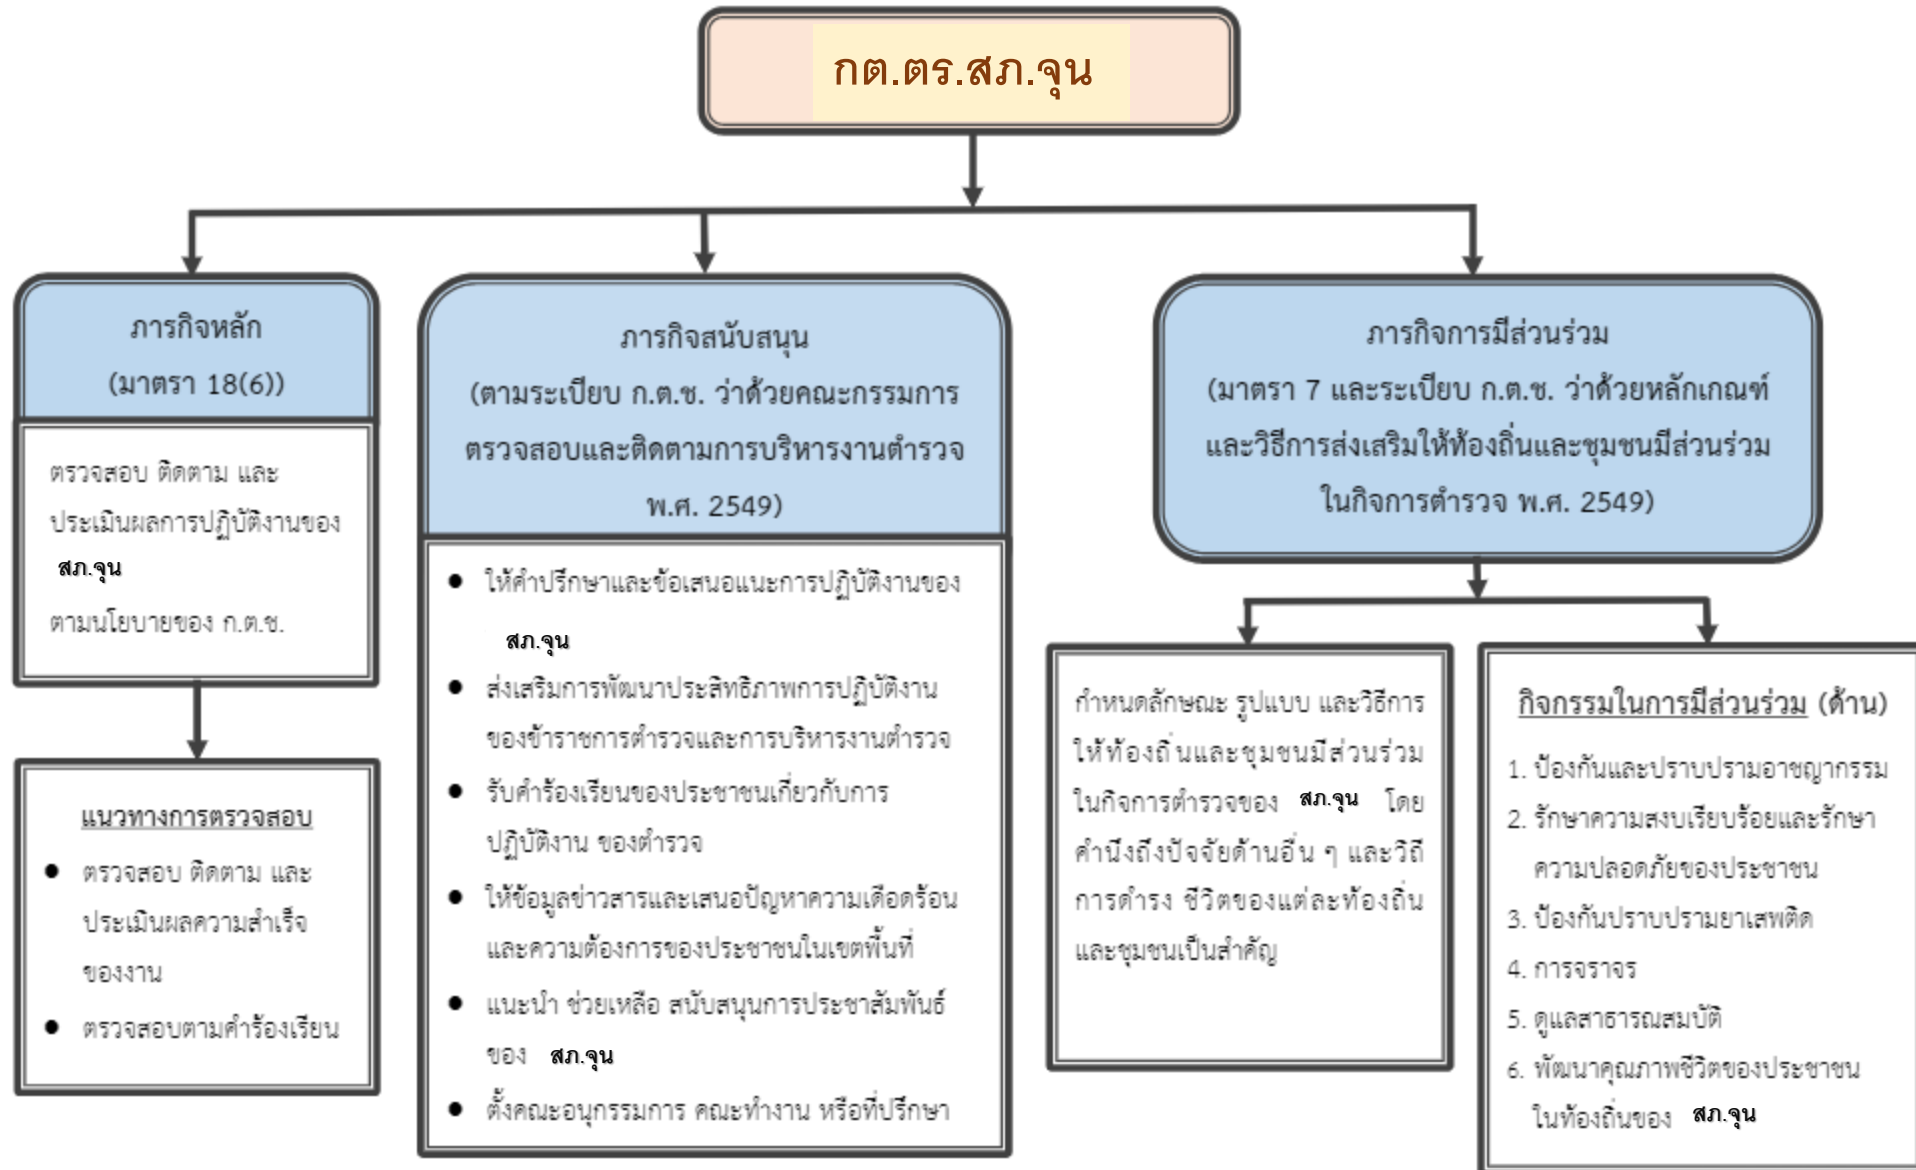 กต.ตร.สภ.จุน
ภารกิจหลัก
(มาตรา 18(6))
ตรวจสอบ ติดตาม และ
ประเมินผลการปฏิบัติงานของ
สภ.จุน
ตามนโยบายของ ก.ต.ช.
แนวทางการตรวจสอบ
● ตรวจสอบ ติดตาม และ
ประเมินผลความสำเร็จ
ของงาน
● ตรวจสอบตามคำร้องเรียน
ภารกิจสนับสนุน
(ตามระเบียบ ก.ต.ช. ว่าด้วยคณะกรรมการ
ตรวจสอบและติดตามการบริหารงานตำรวจ
พ.ศ. 2549)
● ให้คำปรึกษาและข้อเสนอแนะการปฏิบัติงานของ
สภ.จุน
● ส่งเสริมการพัฒนาประสิทธิภาพการปฏิบัติงาน
ของข้าราชการตำรวจและการบริหารงานตำรวจ
● รับคำร้องเรียนของประชาชนเกี่ยวกับการ
ปฏิบัติงาน ของตำรวจ
● ให้ข้อมูลข่าวสารและเสนอปัญหาความเดือดร้อน
และความต้องการของประชาชนในเขตพื้นที่
● แนะนำ ช่วยเหลือ สนับสนุนการประชาสัมพันธ์
ของ สภ.จุน
● ตั้งคณะอนุกรรมการ คณะทำงาน หรือที่ปรึกษา
ภารกิจการมีส่วนร่วม
(มาตรา 7 และระเบียบ ก.ต.ช. ว่าด้วยหลักเกณฑ์
และวิธีการส่งเสริมให้ท้องถิ่นและชุมชนมีส่วนร่วม
ในกิจการตำรวจ พ.ศ. 2549)
กำหนดลักษณะ รูปแบบ และวิธีการ
ให้ท้องถิ่นและชุมชนมีส่วนร่วม
ในกิจการตำรวจของ สภ.จุน โดย
คำนึงถึงปัจจัยด้านอื่น ๆ และวิถี
การดำรง ชีวิตของแต่ละท้องถิ่น
และชุมชนเป็นสำคัญ
กิจกรรมในการมีส่วนร่วม (ด้าน)
1. ป้องกันและปราบปรามอาชญากรรม
2. รักษาความสงบเรียบร้อยและรักษา
ความปลอดภัยของประชาชน
3. ป้องกันปราบปรามยาเสพติด
4. การจราจร
5. ดูแลสาธารณสมบัติ
6. พัฒนาคุณภาพชีวิตของประชาชน
ในท้องถิ่นของ สภ.จุน